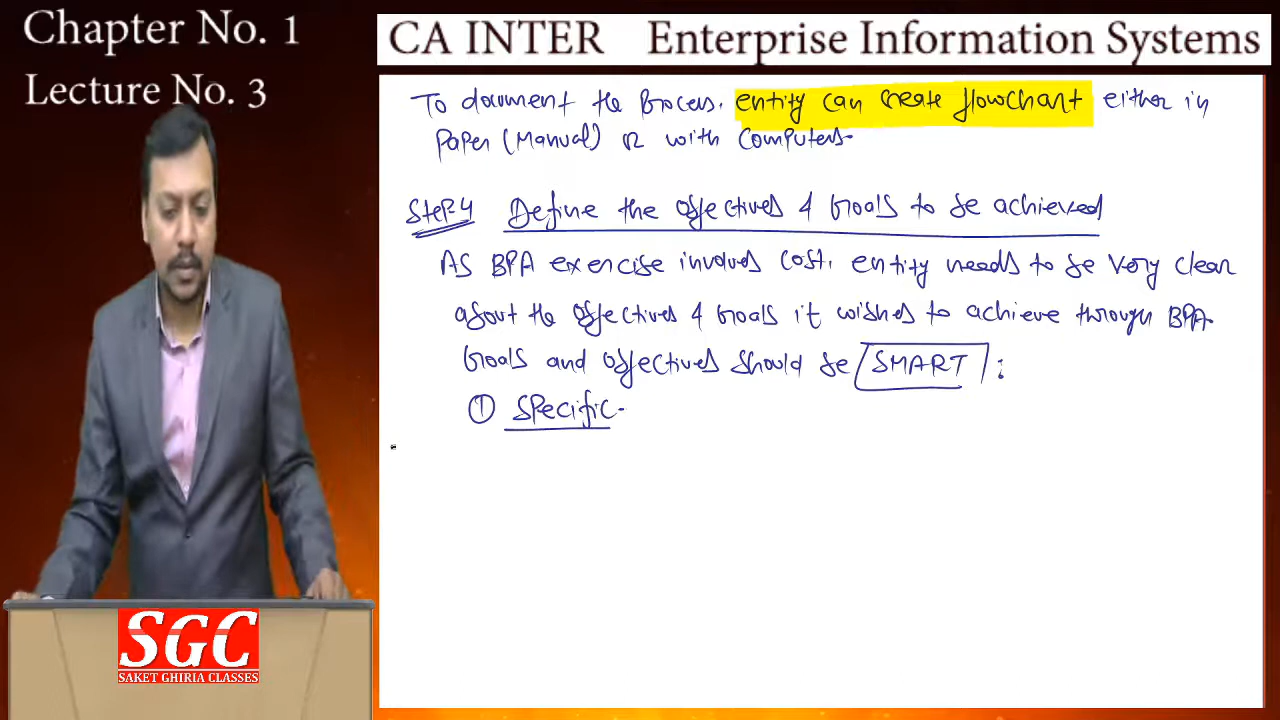 Chapter No. 1
Lecture No. 3
CA INTER Enterprise Information Systems
To document the Process, entity can create flowchart either in
Paper (Manual) or with Computers.
Step-4 Define the objectives & Goals to be achieved
As BPA exercise involves cost, entity needs to be very clear
about the objectives & Goals it wishes to achieve through BPA.
Goals and objectives should be SMART :
① Specific-
SGC
SAKET GHIRIA CLASSES